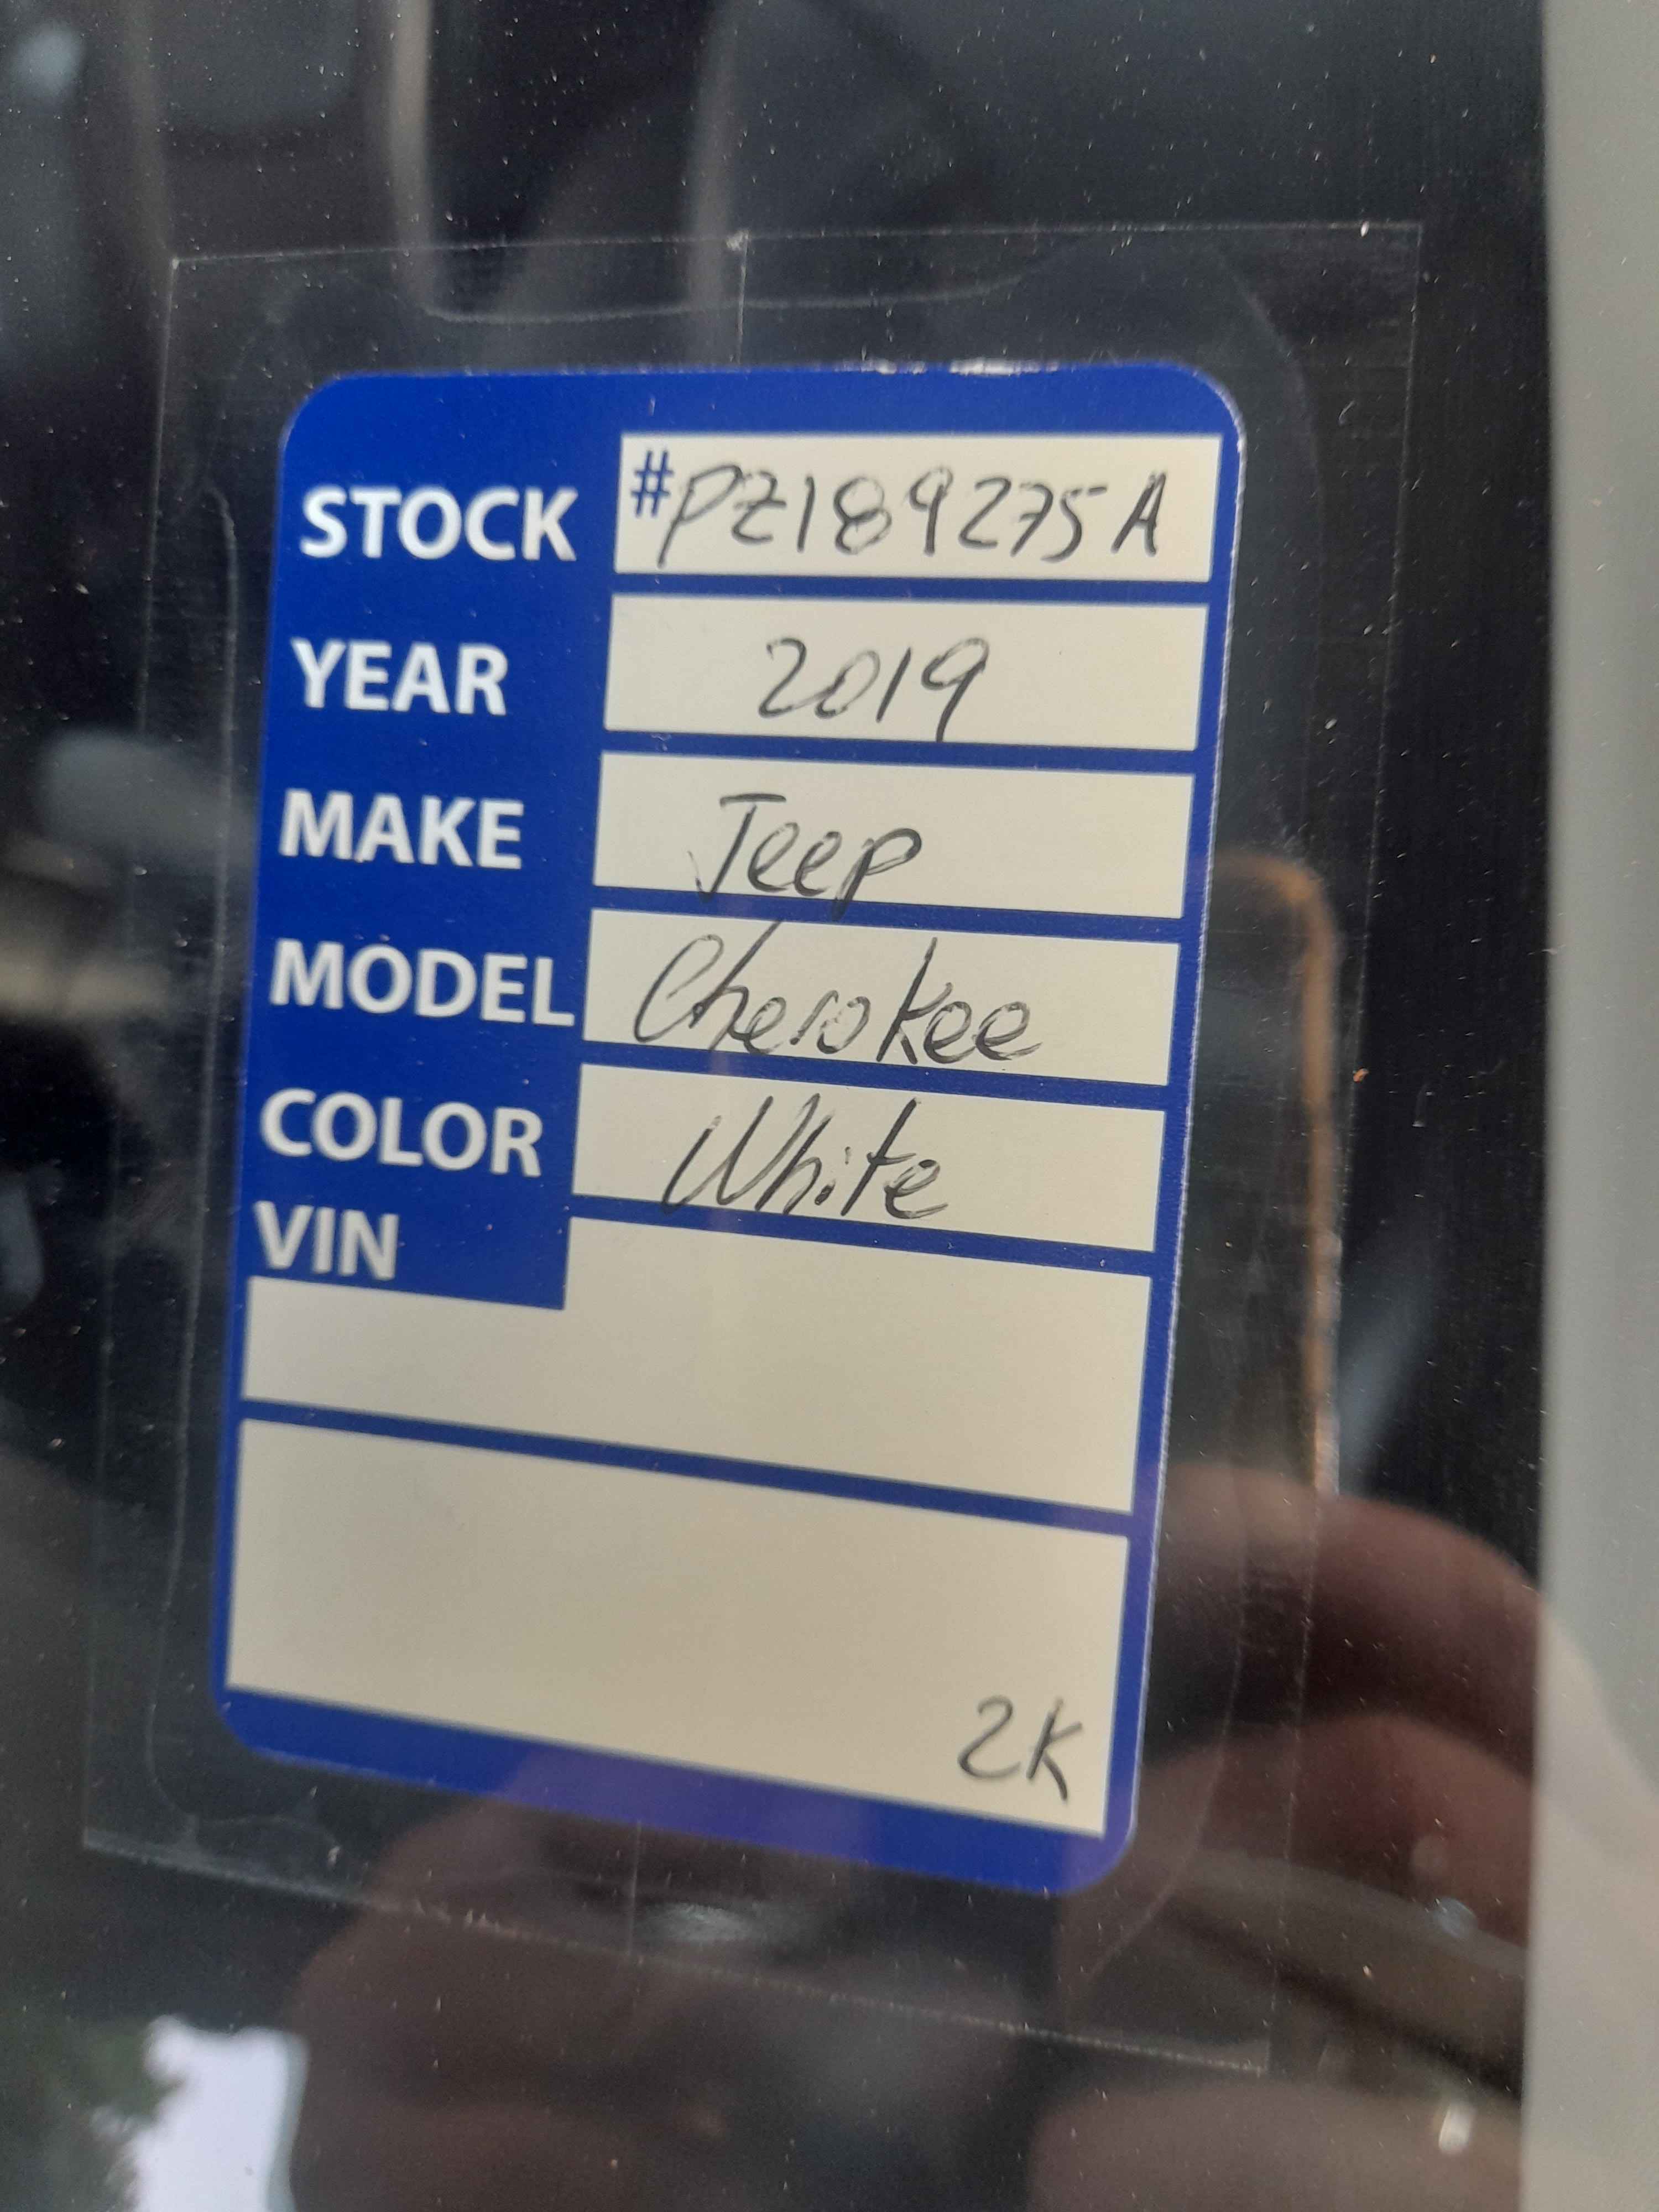 STOCK #PZ189275A
YEAR 2019
MAKE Jeep
MODEL Cherokee
COLOR White
VIN
2K